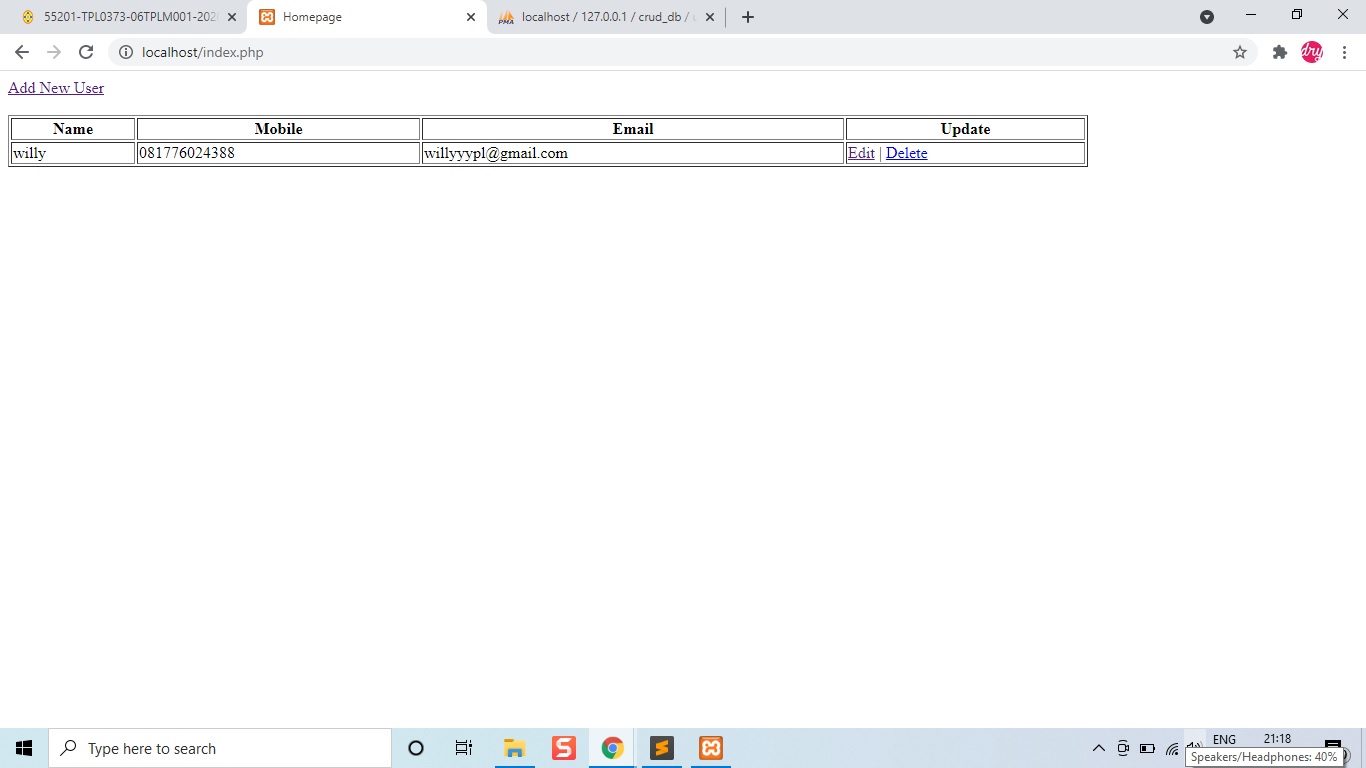 55201-TPL0373-06TPLM001-202
Homepage
localhost / 127.0.0.1 / crud_db / u
localhost/index.php
Add New User
Name Mobile Email Update
willy 081776024388 willyyypl@gmail.com Edit | Delete
Type here to search
ENG
21:18
Speakers/Headphones: 40%